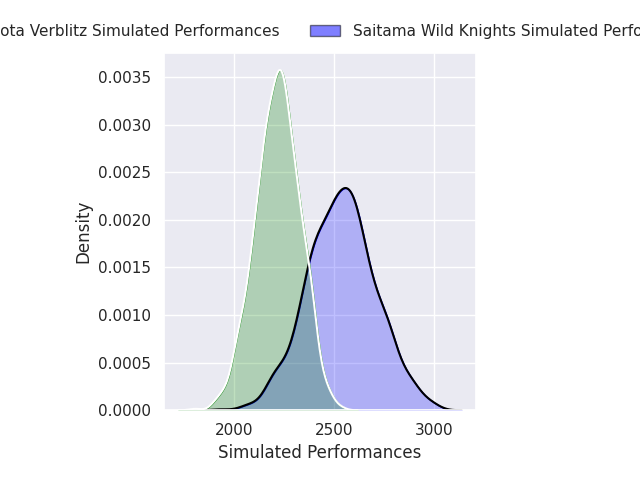 ota Verblitz Simulated Performances
Saitama Wild Knights Simulated Perfo
0.0035
0.0030
0.0025
0.0020
0.0015
0.0010
0.0005
0.0000
Density
2000 2500 3000
Simulated Performances